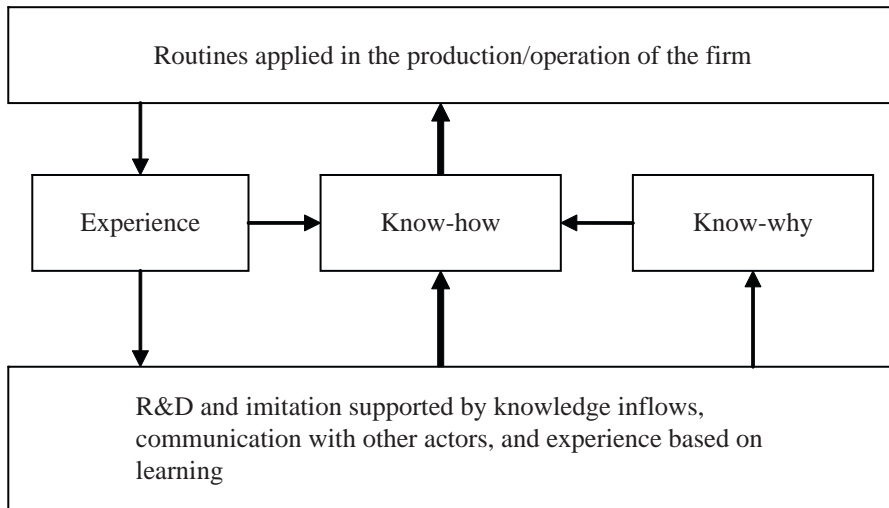 Routines applied in the production/operation of the firm
Experience
Know-how
Know-why
R&D and imitation supported by knowledge inflows,
communication with other actors, and experience based on
learning